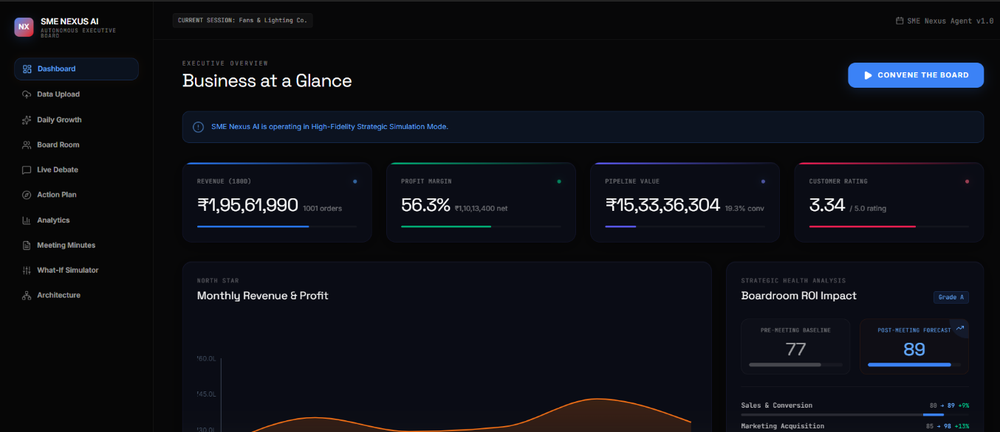 NX
SME NEXUS AI
AUTONOMOUS EXECUTIVE
BOARD
CURRENT SESSION: Fans & Lighting Co.
SME Nexus Agent v1.0
Dashboard
Data Upload
Daily Growth
Board Room
Live Debate
Action Plan
Analytics
Meeting Minutes
What-If Simulator
Architecture
EXECUTIVE OVERVIEW
Business at a Glance
CONVENE THE BOARD
SME Nexus AI is operating in High-Fidelity Strategic Simulation Mode.
REVENUE (180D)
₹1,95,61,990 1001 orders
PROFIT MARGIN
56.3% ₹1,10,13,400 net
PIPELINE VALUE
₹15,33,36,304 19.3% conv
CUSTOMER RATING
3.34 / 5.0 rating
NORTH STAR
Monthly Revenue & Profit
60.0L
45.0L
30.0L
STRATEGIC HEALTH ANALYSIS
Boardroom ROI Impact
Grade A
PRE-MEETING BASELINE
77
POST-MEETING FORECAST
89
Sales & Conversion 80 → 89 +9%
Marketing Acquisition 85 → 98 +13%